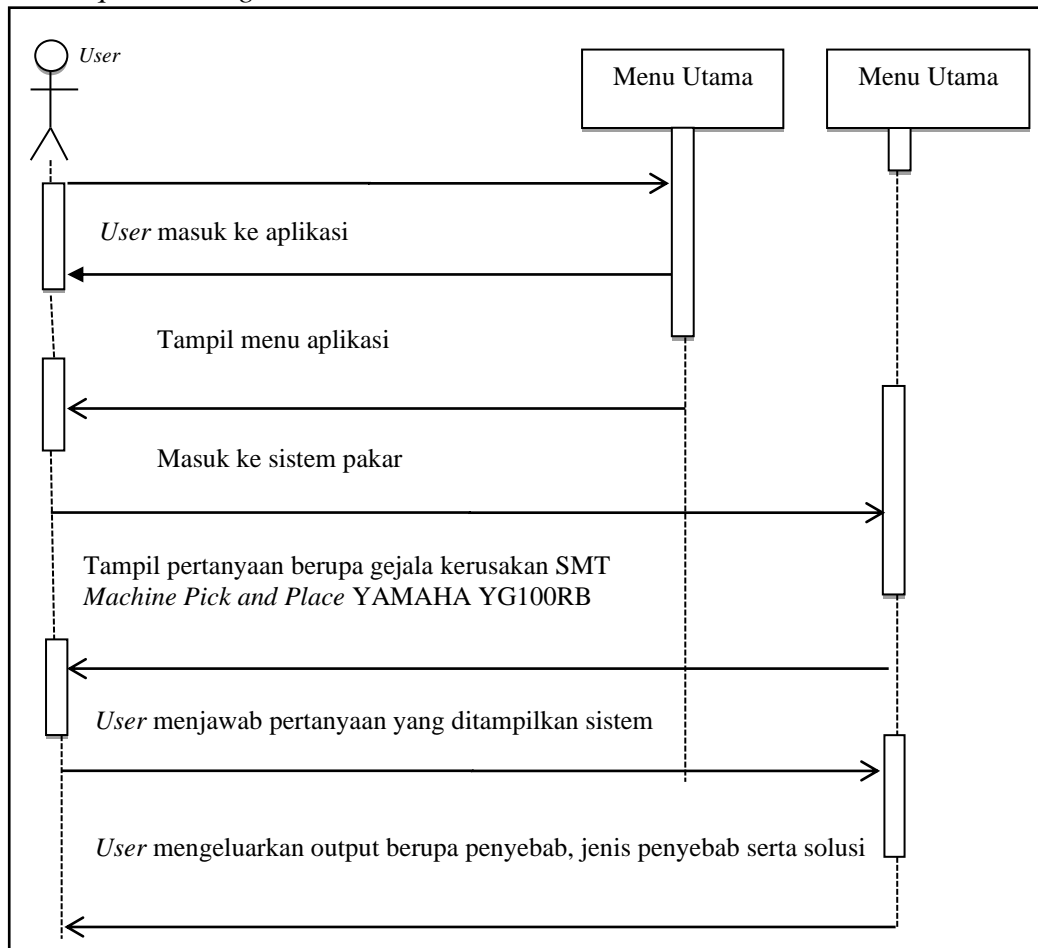 User
Menu Utama
Menu Utama
User masuk ke aplikasi
Tampil menu aplikasi
Masuk ke sistem pakar
Tampil pertanyaan berupa gejala kerusakan SMT
Machine Pick and Place YAMAHA YG100RB
User menjawab pertanyaan yang ditampilkan sistem
User mengeluarkan output berupa penyebab, jenis penyebab serta solusi